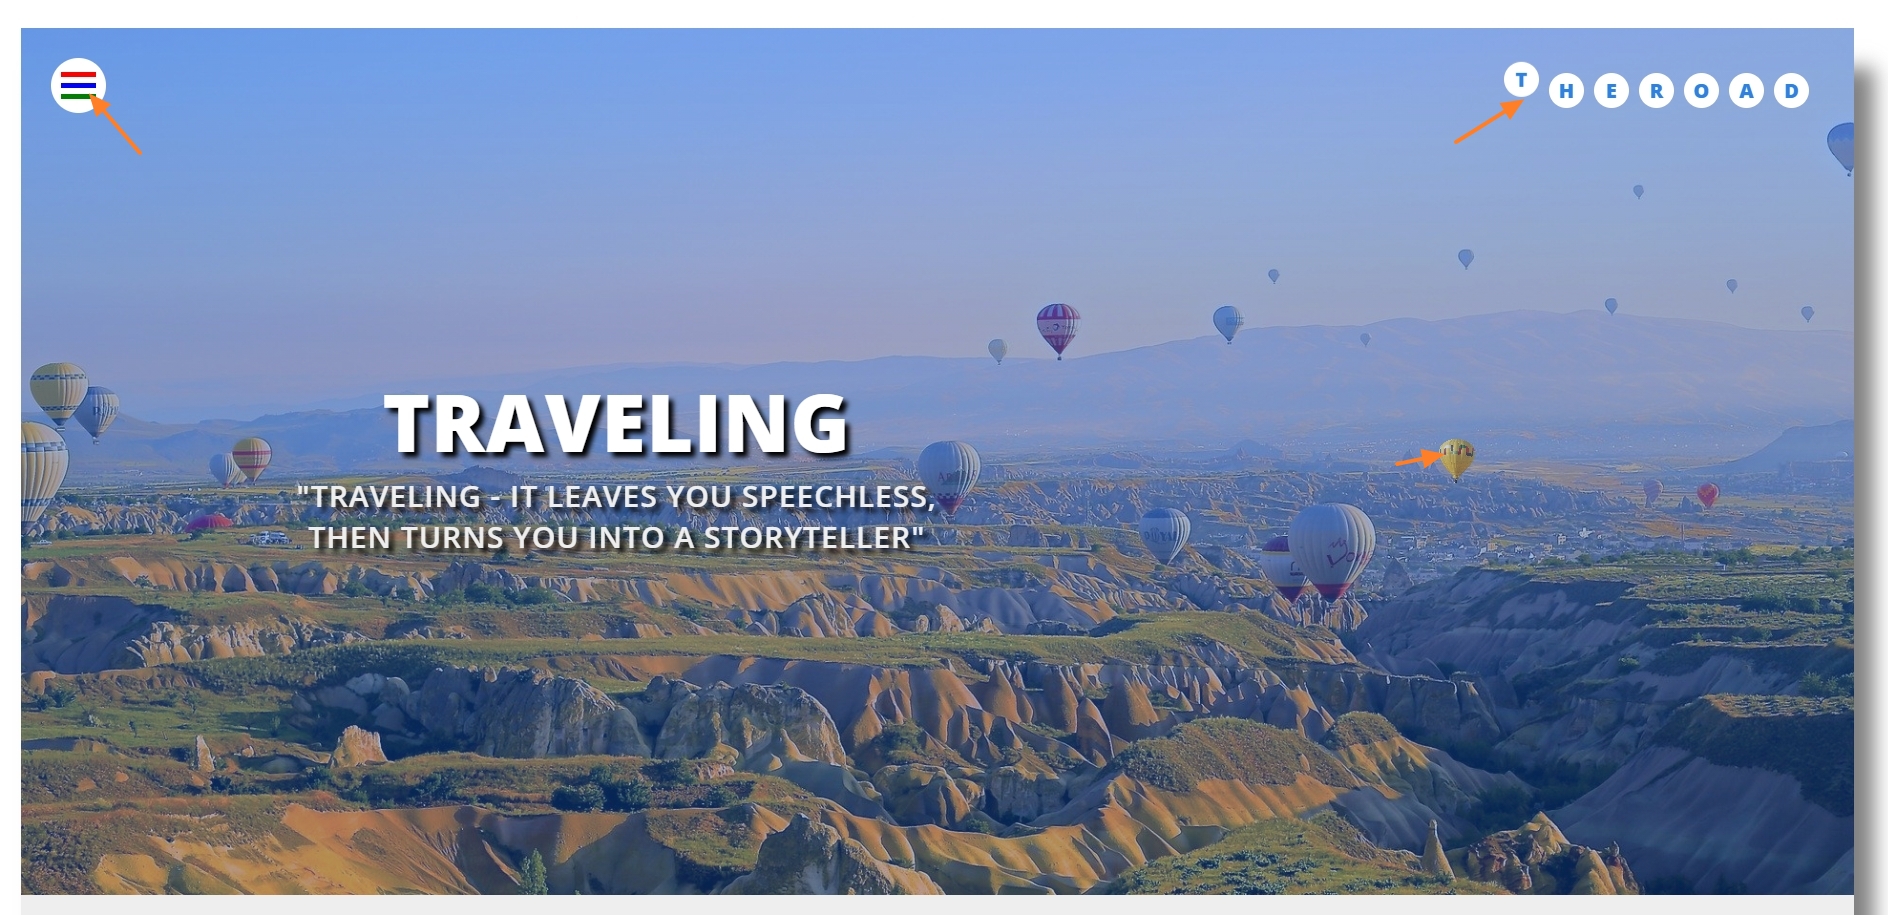 T H E R O A D
TRAVELING
"TRAVELING - IT LEAVES YOU SPEECHLESS,
THEN TURNS YOU INTO A STORYTELLER"